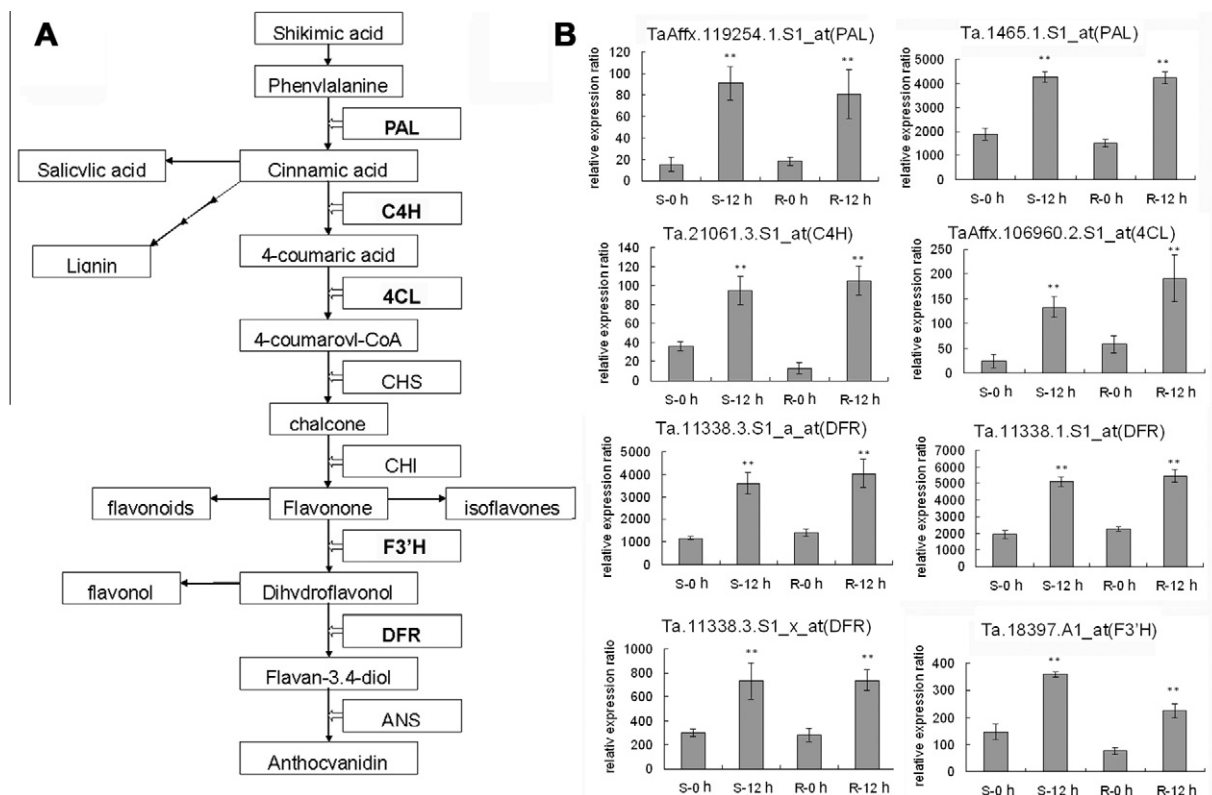 A
Shikimic acid
Phenvlalanine
PAL
Salicvlic acid
Cinnamic acid
C4H
Lignin
4-coumaric acid
4CL
4-coumarovl-CoA
CHS
chalcone
CHI
flavonoids
Flavonone
isoflavones
F3'H
flavonol
Dihvdroflavonol
DFR
Flavan-3.4-diol
ANS
Anthocvanidin
B
TaAffx.119254.1.S1_at(PAL)
relative expression ratio
120
100
80
60
40
20
0
**
**
S-0 h S-12 h R-0 h R-12 h
Ta.1465.1.S1_at(PAL)
relative expression ratio
5000
4000
3000
2000
1000
0
**
**
S-0 h S-12 h R-0 h R-12 h
Ta.21061.3.S1_at(C4H)
relative expression ratio
140
120
100
80
60
40
20
0
**
**
S-0 h S-12 h R-0 h R-12 h
TaAffx.106960.2.S1_at(4CL)
relative expression ratio
250
200
150
100
50
0
**
**
S-0 h S-12 h R-0 h R-12 h
Ta.11338.3.S1_a_at(DFR)
relative expression ratio
5000
4000
3000
2000
1000
0
**
**
S-0 h S-12 h R-0 h R-12 h
Ta.11338.1.S1_at(DFR)
relative expression ratio
7000
6000
5000
4000
3000
2000
1000
0
**
**
S-0 h S-12 h R-0 h R-12 h
Ta.11338.3.S1_x_at(DFR)
relativ expression ratio
1000
800
600
400
200
0
**
**
S-0 h S-12 h R-0 h R-12 h
Ta.18397.A1_at(F3'H)
relative expression ratio
400
300
200
100
0
**
**
S-0 h S-12 h R-0 h R-12 h